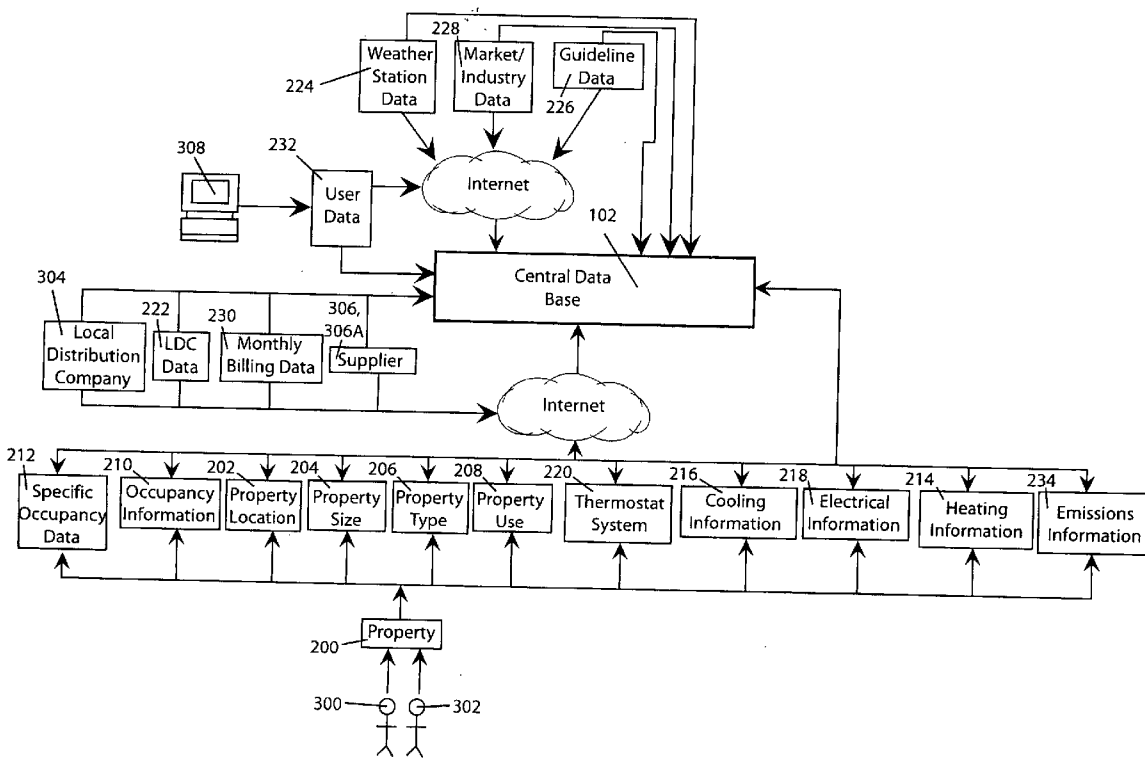 228
Weather
Station
Data
Market/
Industry
Data
Guideline
Data
224
226
308
232
User
Data
Internet
102
Central Data
Base
304
222
230
306,
306A
Local
Distribution
Company
LDC
Data
Monthly
Billing Data
Supplier
Internet
212
210
202
204
206
208
220
216
218
214
234
Specific
Occupancy
Data
Occupancy
Information
Property
Location
Property
Size
Property
Type
Property
Use
Thermostat
System
Cooling
Information
Electrical
Information
Heating
Information
Emissions
Information
Property
200
300
302